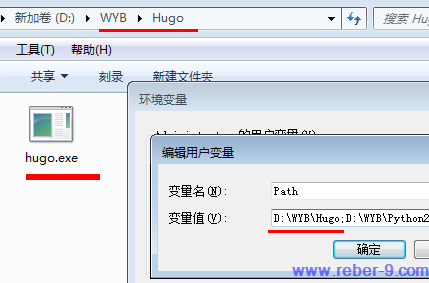 新加卷 (D:) ▸ WYB ▸ Hugo
搜索 Hu
工具(T) 帮助(H)
共享 刻录 新建文件夹
hugo.exe
环境变量
的用户变量(U)
编辑用户变量
变量名(N): Path
变量值(V): D:\WYB\Hugo;D:\WYB\Python2
确定
www.reber-9.com